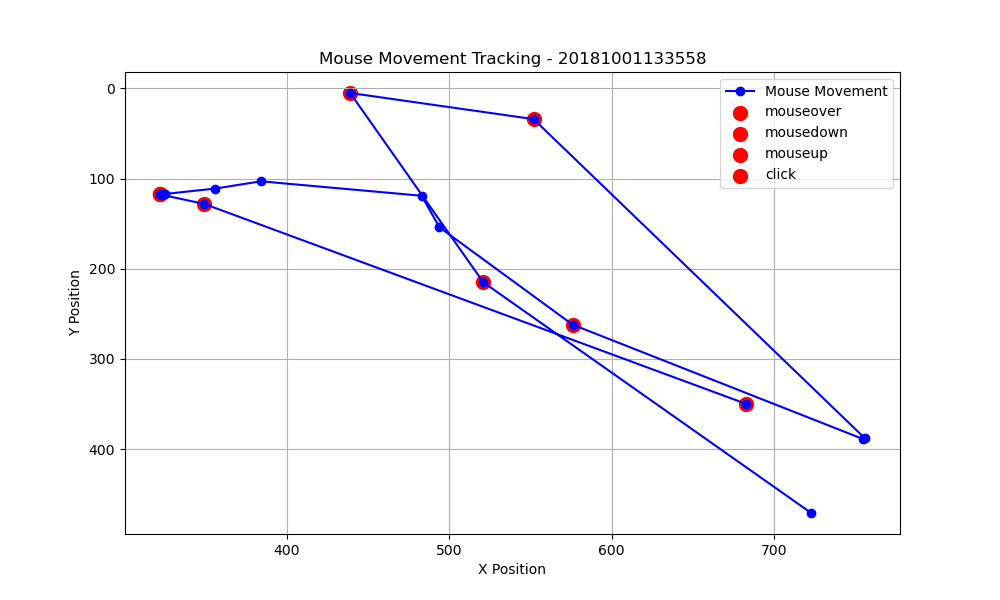 Mouse Movement Tracking - 20181001133558
Mouse Movement
mouseover
mousedown
mouseup
click
0
100
200
300
400
Y Position
400
500
600
700
X Position